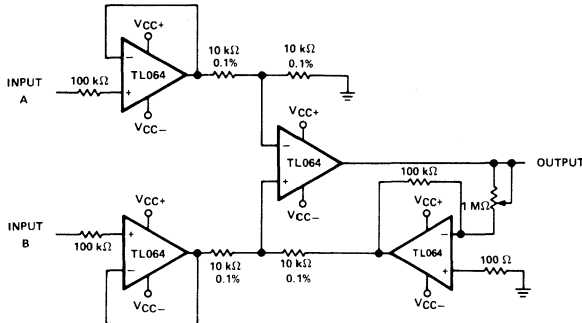 VCC+
INPUT
A
100 kΩ
−
+
TL064
VCC−
10 kΩ
0.1%
10 kΩ
0.1%
VCC+
−
+
TL064
VCC−
OUTPUT
100 kΩ
1 MΩ
VCC+
−
+
TL064
VCC−
100 Ω
INPUT
B
100 kΩ
VCC+
+
−
TL064
VCC−
10 kΩ
0.1%
10 kΩ
0.1%